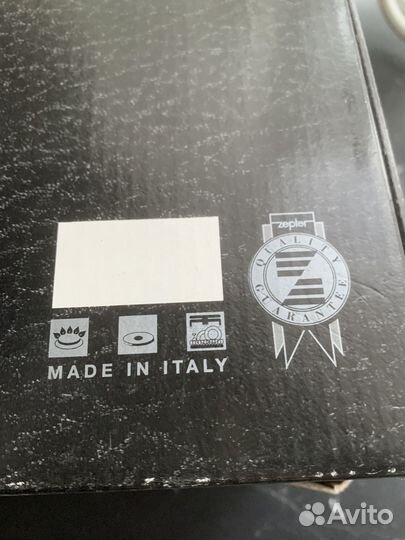 zepter
QUALITY
GUARANTEE
MADE IN ITALY
Avito